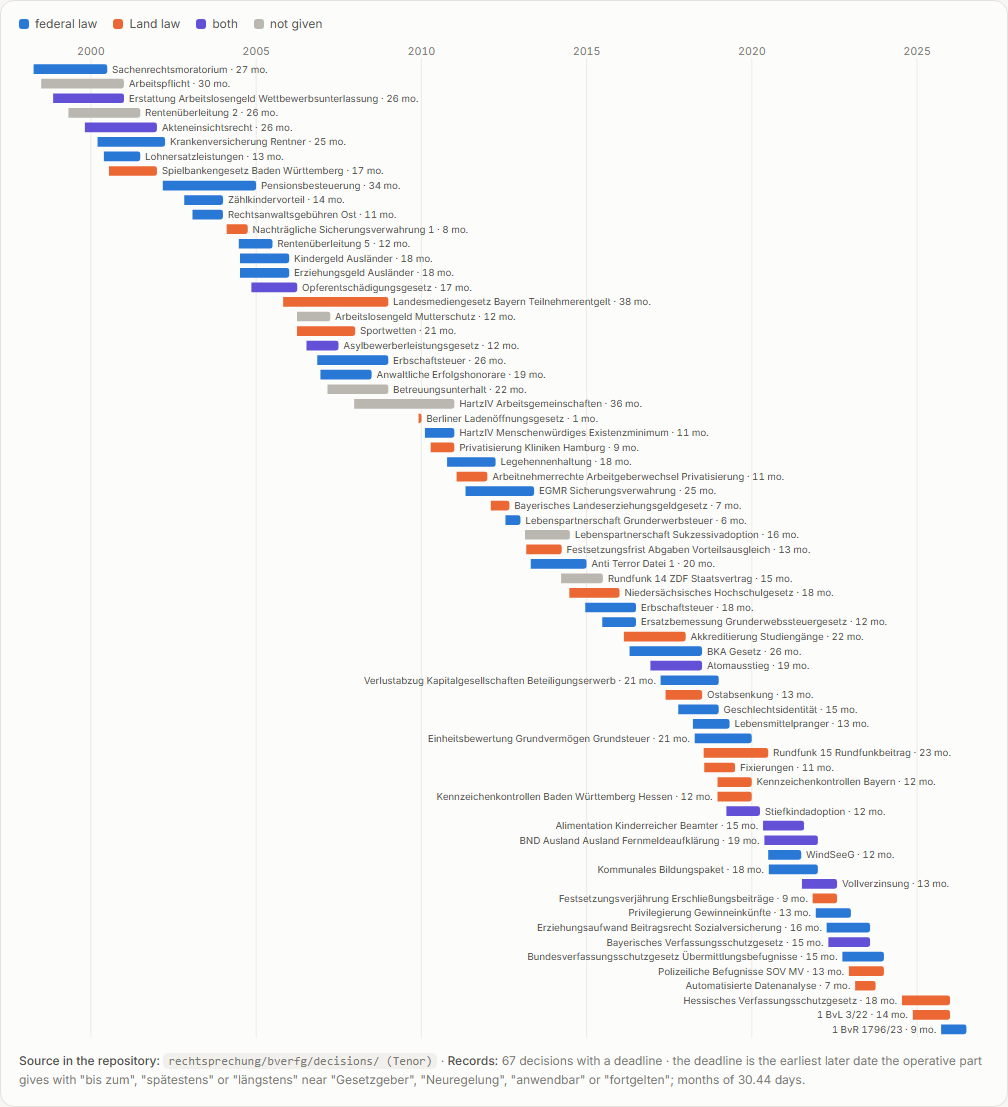 federal law Land law both not given
2000 2005 2010 2015 2020 2025
Sachenrechtsmoratorium · 27 mo.
Arbeitspflicht · 30 mo.
Erstattung Arbeitslosengeld Wettbewerbsunterlassung · 26 mo.
Rentenüberleitung 2 · 26 mo.
Akteneinsichtsrecht · 26 mo.
Krankenversicherung Rentner · 25 mo.
Lohnersatzleistungen · 13 mo.
Spielbankengesetz Baden Württemberg · 17 mo.
Pensionsbesteuerung · 34 mo.
Zählkindervorteil · 14 mo.
Rechtsanwaltsgebühren Ost · 11 mo.
Nachträgliche Sicherungsverwahrung 1 · 8 mo.
Rentenüberleitung 5 · 12 mo.
Kindergeld Ausländer · 18 mo.
Erziehungsgeld Ausländer · 18 mo.
Opferentschädigungsgesetz · 17 mo.
Landesmediengesetz Bayern Teilnehmerentgelt · 38 mo.
Arbeitslosengeld Mutterschutz · 12 mo.
Sportwetten · 21 mo.
Asylbewerberleistungsgesetz · 12 mo.
Erbschaftsteuer · 26 mo.
Anwaltliche Erfolgshonorare · 19 mo.
Betreuungsunterhalt · 22 mo.
HartzIV Arbeitsgemeinschaften · 36 mo.
Berliner Ladenöffnungsgesetz · 1 mo.
HartzIV Menschenwürdiges Existenzminimum · 11 mo.
Privatisierung Kliniken Hamburg · 9 mo.
Legehennenhaltung · 18 mo.
Arbeitnehmerrechte Arbeitgeberwechsel Privatisierung · 11 mo.
EGMR Sicherungsverwahrung · 25 mo.
Bayerisches Landeserziehungsgeldgesetz · 7 mo.
Lebenspartnerschaft Grunderwerbsteuer · 6 mo.
Lebenspartnerschaft Sukzessivadoption · 16 mo.
Festsetzungsfrist Abgaben Vorteilsausgleich · 13 mo.
Anti Terror Datei 1 · 20 mo.
Rundfunk 14 ZDF Staatsvertrag · 15 mo.
Niedersächsisches Hochschulgesetz · 18 mo.
Erbschaftsteuer · 18 mo.
Ersatzbemessung Grunderwebssteuergesetz · 12 mo.
Akkreditierung Studiengänge · 22 mo.
BKA Gesetz · 26 mo.
Atomausstieg · 19 mo.
Verlustabzug Kapitalgesellschaften Beteiligungserwerb · 21 mo.
Ostabsenkung · 13 mo.
Geschlechtsidentität · 15 mo.
Lebensmittelpranger · 13 mo.
Einheitsbewertung Grundvermögen Grundsteuer · 21 mo.
Rundfunk 15 Rundfunkbeitrag · 23 mo.
Fixierungen · 11 mo.
Kennzeichenkontrollen Bayern · 12 mo.
Kennzeichenkontrollen Baden Württemberg Hessen · 12 mo.
Stiefkindadoption · 12 mo.
Alimentation Kinderreicher Beamter · 15 mo.
BND Ausland Ausland Fernmeldeaufklärung · 19 mo.
WindSeeG · 12 mo.
Kommunales Bildungspaket · 18 mo.
Vollverzinsung · 13 mo.
Festsetzungsverjährung Erschließungsbeiträge · 9 mo.
Privilegierung Gewinneinkünfte · 13 mo.
Erziehungsaufwand Beitragsrecht Sozialversicherung · 16 mo.
Bayerisches Verfassungsschutzgesetz · 15 mo.
Bundesverfassungsschutzgesetz Übermittlungsbefugnisse · 15 mo.
Polizeiliche Befugnisse SOV MV · 13 mo.
Automatisierte Datenanalyse · 7 mo.
Hessisches Verfassungsschutzgesetz · 18 mo.
1 BvL 3/22 · 14 mo.
1 BvR 1796/23 · 9 mo.
Source in the repository: rechtsprechung/bverfg/decisions/ (Tenor) · Records: 67 decisions with a deadline · the deadline is the earliest later date the operative part
gives with "bis zum", "spätestens" or "längstens" near "Gesetzgeber", "Neuregelung", "anwendbar" or "fortgelten"; months of 30.44 days.